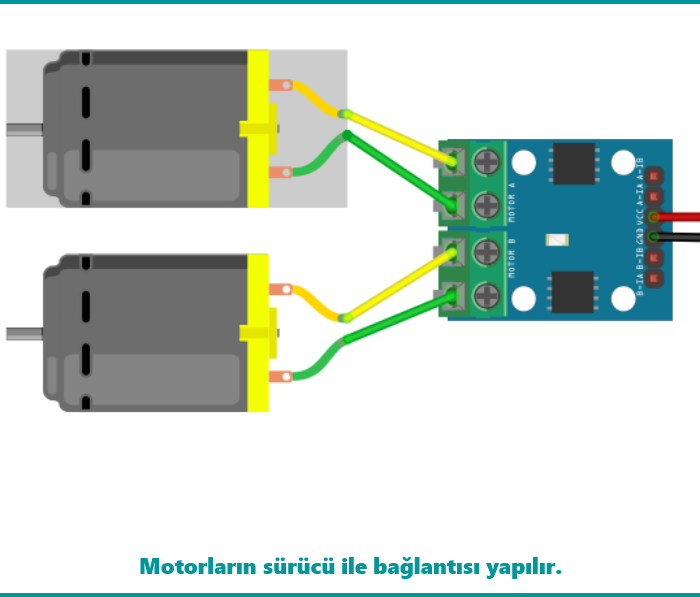 MOTOR A
MOTOR B
A-IB
A-IA
VCC
GND
B-IB
B-IA
Motorların sürücü ile bağlantısı yapılır.